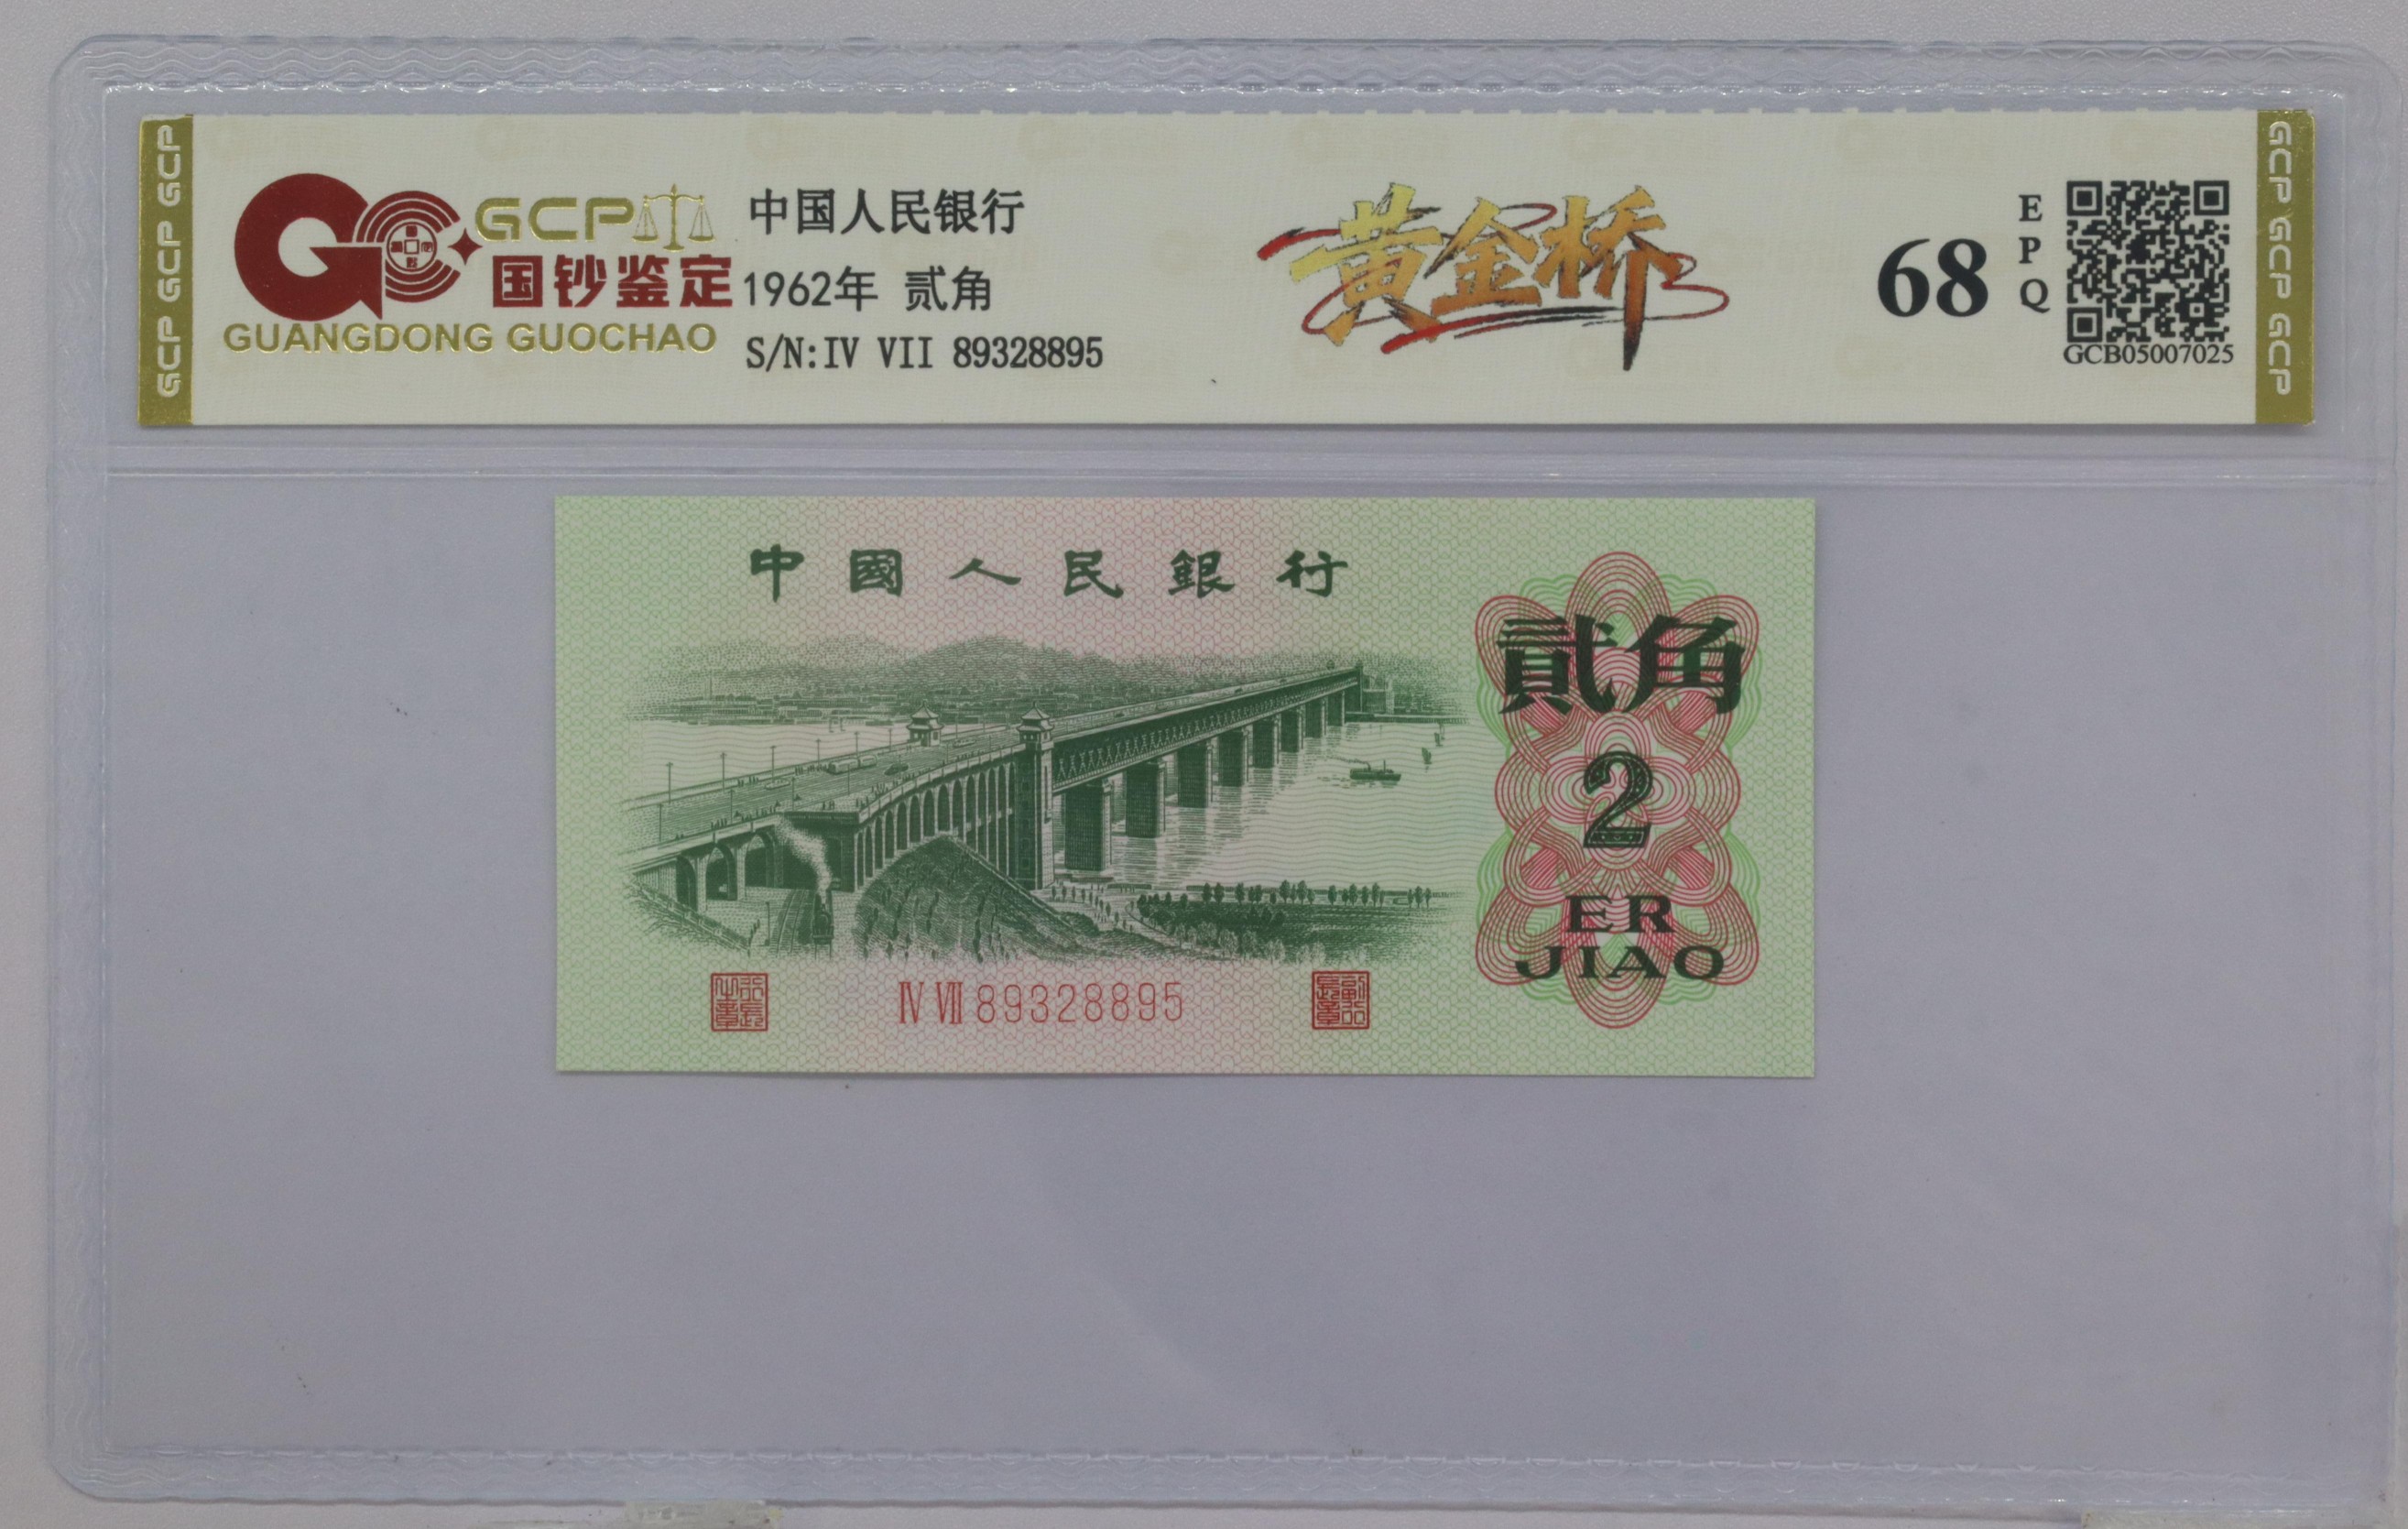 GCP GCP GCP
GCP
国钞鉴定
GUANGDONG GUOCHAO
中国人民银行
1962年 贰角
S/N:IV VII 89328895
黄金桥
68
EPQ
GCB05007025
GCP GCP GCP
中國人民銀行
貳角
2
ER
JIAO
Ⅳ Ⅶ 89328895